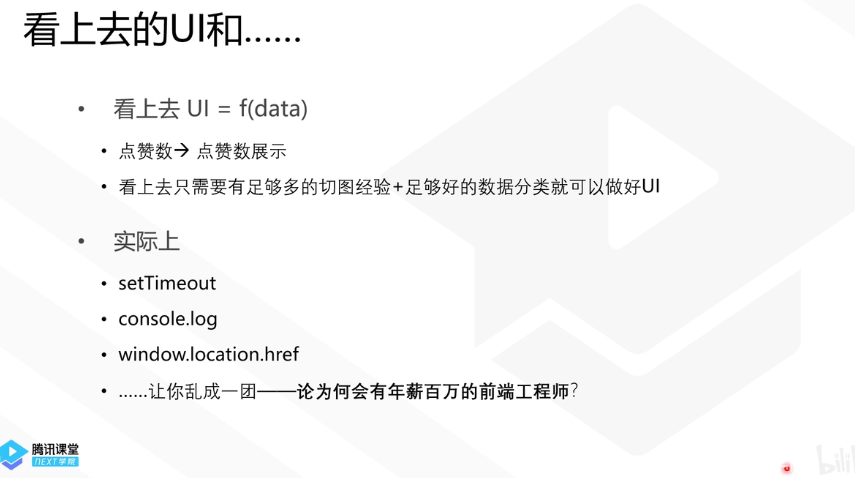 看上去的UI和……
• 看上去 UI = f(data)
• 点赞数→ 点赞数展示
• 看上去只需要有足够多的切图经验+足够好的数据分类就可以做好UI
• 实际上
• setTimeout
• console.log
• window.location.href
• ……让你乱成一团——论为何会有年薪百万的前端工程师?
腾讯课堂
NEXT学院